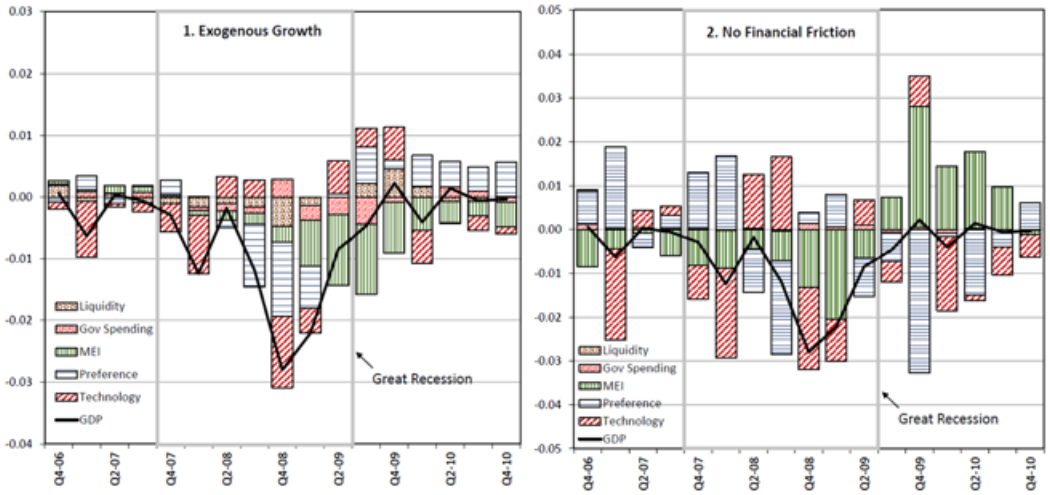 1. Exogenous Growth
0.03
0.02
0.01
0.00
-0.01
-0.02
-0.03
-0.04
Liquidity
Gov Spending
MEI
Preference
Technology
GDP
Great Recession
Q4-06
Q2-07
Q4-07
Q2-08
Q4-08
Q2-09
Q4-09
Q2-10
Q4-10
2. No Financial Friction
0.05
0.04
0.03
0.02
0.01
0.00
-0.01
-0.02
-0.03
-0.04
-0.05
Liquidity
Gov Spending
MEI
Preference
Technology
GDP
Great Recession
Q4-06
Q2-07
Q4-07
Q2-08
Q4-08
Q2-09
Q4-09
Q2-10
Q4-10